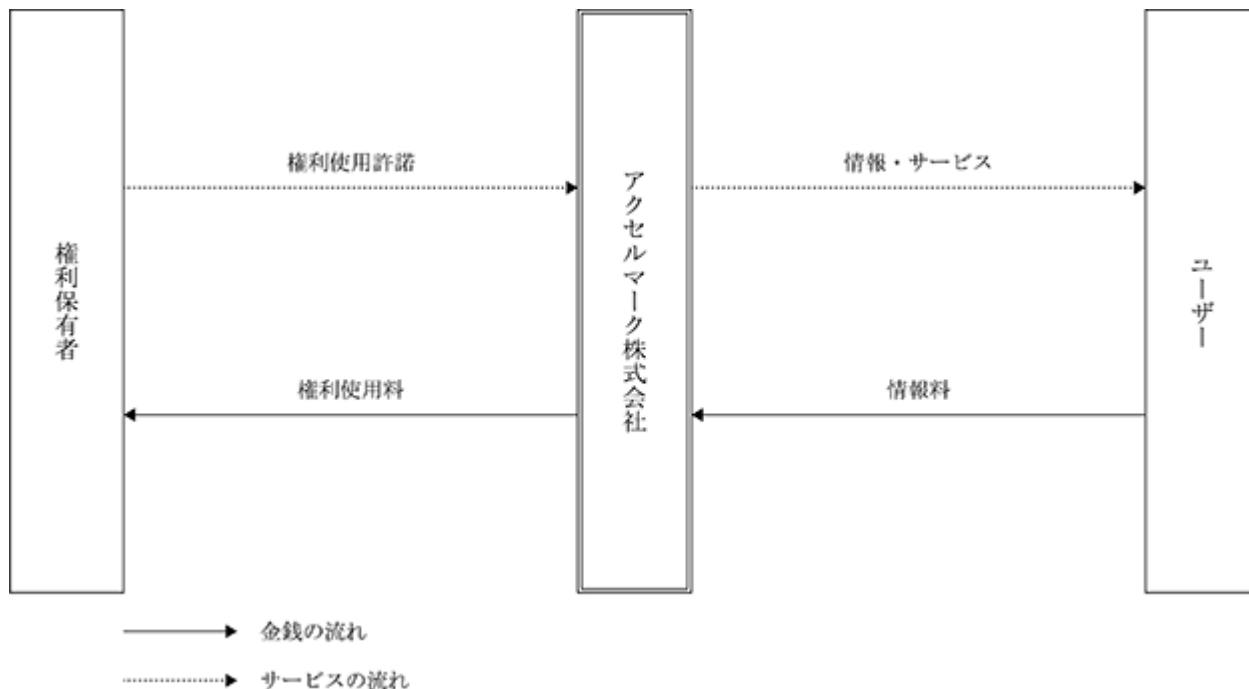 権利保有者
権利使用許諾
権利使用料
アクセルマーク株式会社
情報・サービス
情報料
ユーザー
金銭の流れ
サービスの流れ